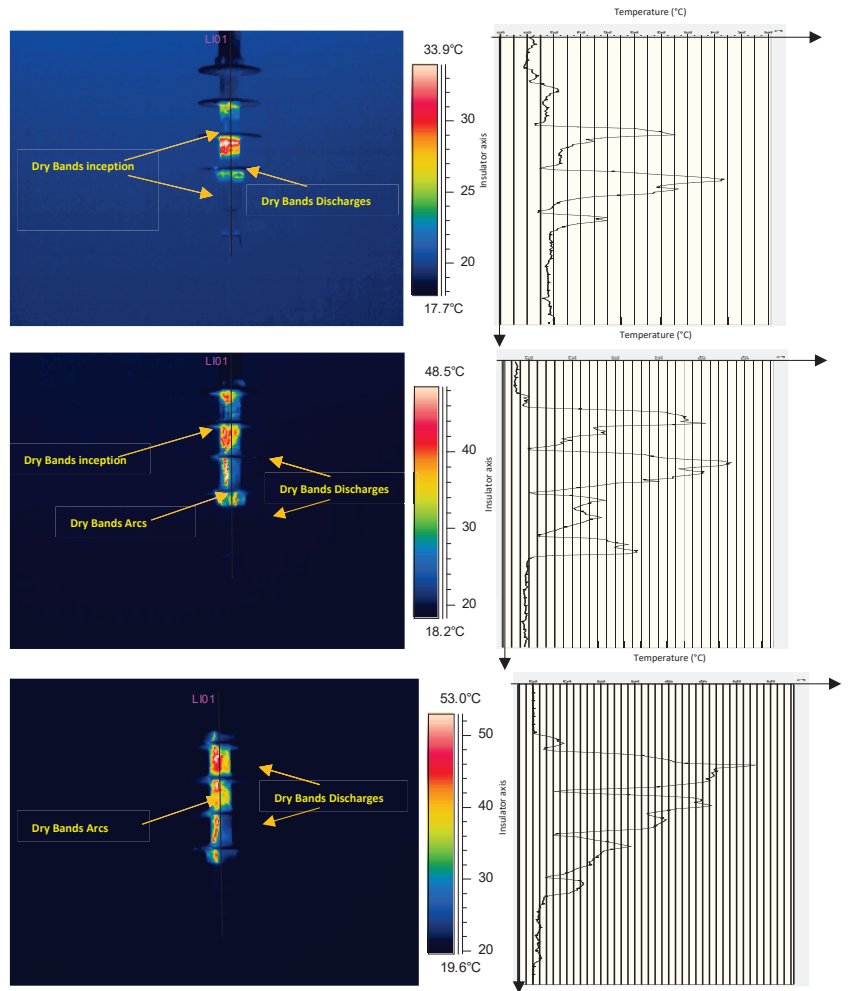 Temperature (°C)
LI01
33.9°C
30
25
20
17.7°C
Dry Bands inception
Dry Bands Discharges
Insulator axis
Temperature (°C)
LI01
48.5°C
40
30
20
18.2°C
Dry Bands inception
Dry Bands Discharges
Dry Bands Arcs
Insulator axis
Temperature (°C)
LI01
53.0°C
50
40
30
20
19.6°C
Dry Bands Discharges
Dry Bands Arcs
Insulator axis